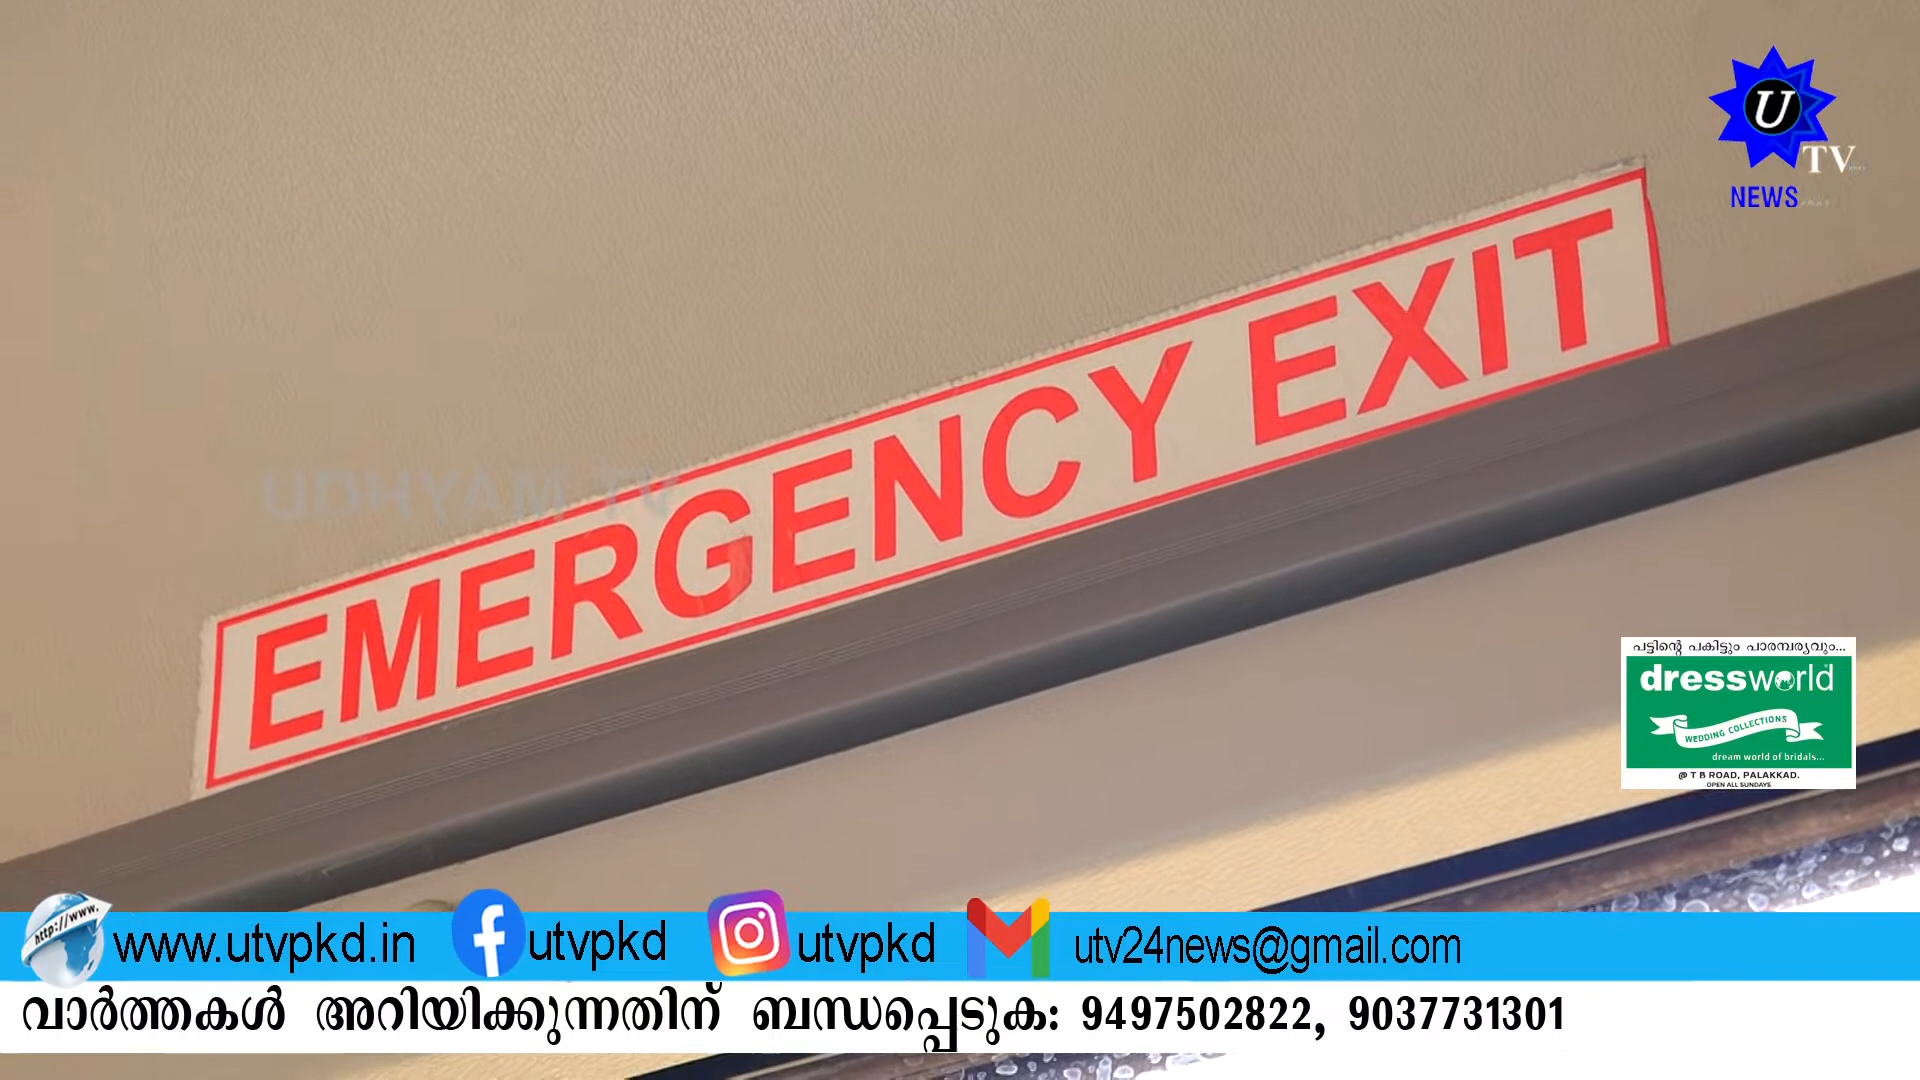 U
TV
NEWS
EMERGENCY EXIT
UDHYAM TV
പട്ടിന്റെ പകിട്ടും പാരമ്പര്യവും...
dressworld
WEDDING COLLECTIONS
dream world of bridals...
@ T B ROAD, PALAKKAD.
OPEN ALL SUNDAYS
http://www.
www.utvpkd.in
utvpkd
utvpkd
utv24news@gmail.com
വാർത്തകൾ അറിയിക്കുന്നതിന് ബന്ധപ്പെടുക: 9497502822, 9037731301